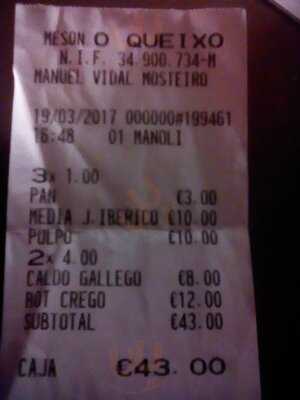 MESON O QUEIXO
N.I.F. 34.900.734-M
MANUEL VIDAL MOSTEIRO
19/03/2017 000000#199461
16:48 01 MANOLI
3x 1.00
PAN €3.00
MEDIA J.IBERICO €10.00
PULPO €10.00
2x 4.00
CALDO GALLEGO €8.00
BOT CREGO €12.00
SUBTOTAL €43.00
CAJA €43.00